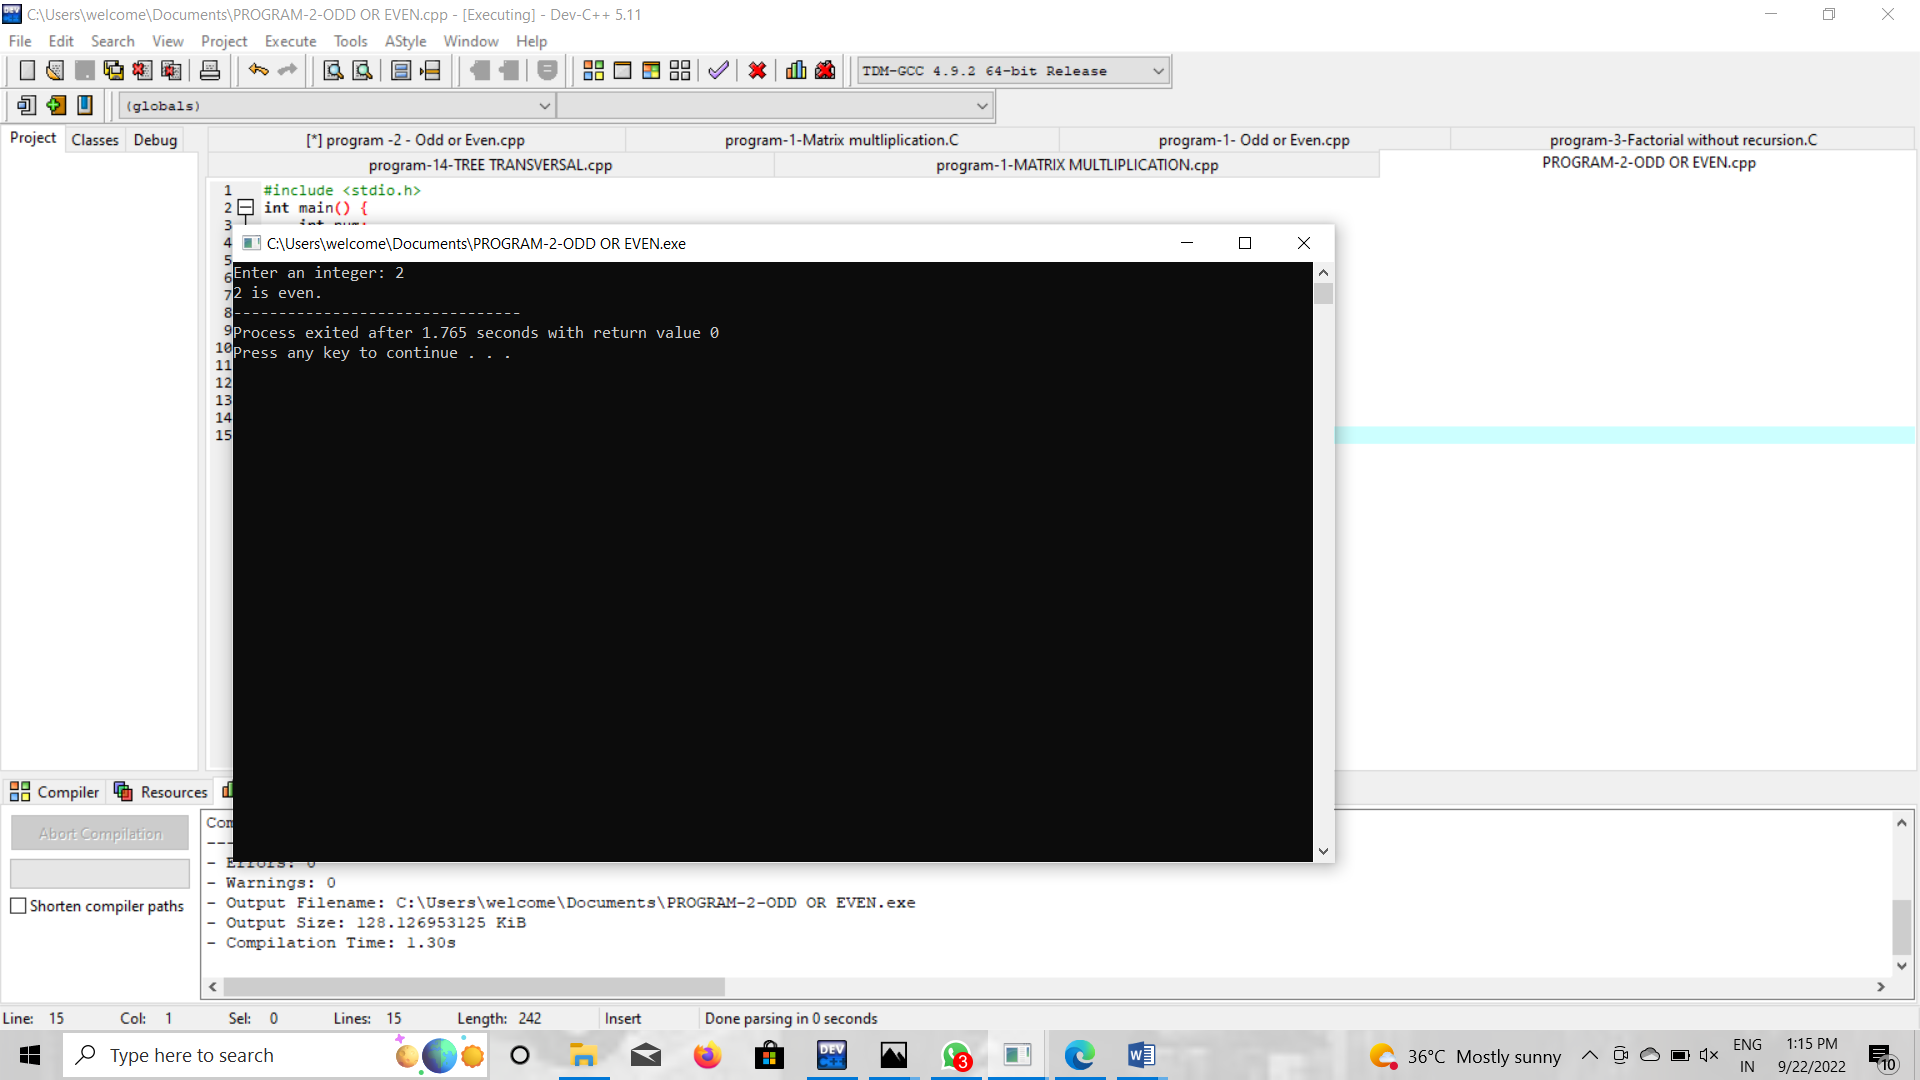 C:\Users\welcome\Documents\PROGRAM-2-ODD OR EVEN.cpp - [Executing] - Dev-C++ 5.11
File Edit Search View Project Execute Tools AStyle Window Help
TDM-GCC 4.9.2 64-bit Release
(globals)
Project Classes Debug
[*] program -2 - Odd or Even.cpp program-1-Matrix multliplication.C program-1- Odd or Even.cpp program-3-Factorial without recursion.C
program-14-TREE TRANSVERSAL.cpp program-1-MATRIX MULTLIPLICATION.cpp PROGRAM-2-ODD OR EVEN.cpp
1 #include <stdio.h>
2 int main() {
3 int num;
4
5
6
7
8
9
10
11
12
13
14
15
C:\Users\welcome\Documents\PROGRAM-2-ODD OR EVEN.exe
Enter an integer: 2
2 is even.
--------------------------------
Process exited after 1.765 seconds with return value 0
Press any key to continue . . .
Compiler Resources
Abort Compilation
Shorten compiler paths
- Errors: 0
- Warnings: 0
- Output Filename: C:\Users\welcome\Documents\PROGRAM-2-ODD OR EVEN.exe
- Output Size: 128.126953125 KiB
- Compilation Time: 1.30s
Line: 15 Col: 1 Sel: 0 Lines: 15 Length: 242 Insert Done parsing in 0 seconds
Type here to search
DEV
3
36°C Mostly sunny
ENG
IN
1:15 PM
9/22/2022
10